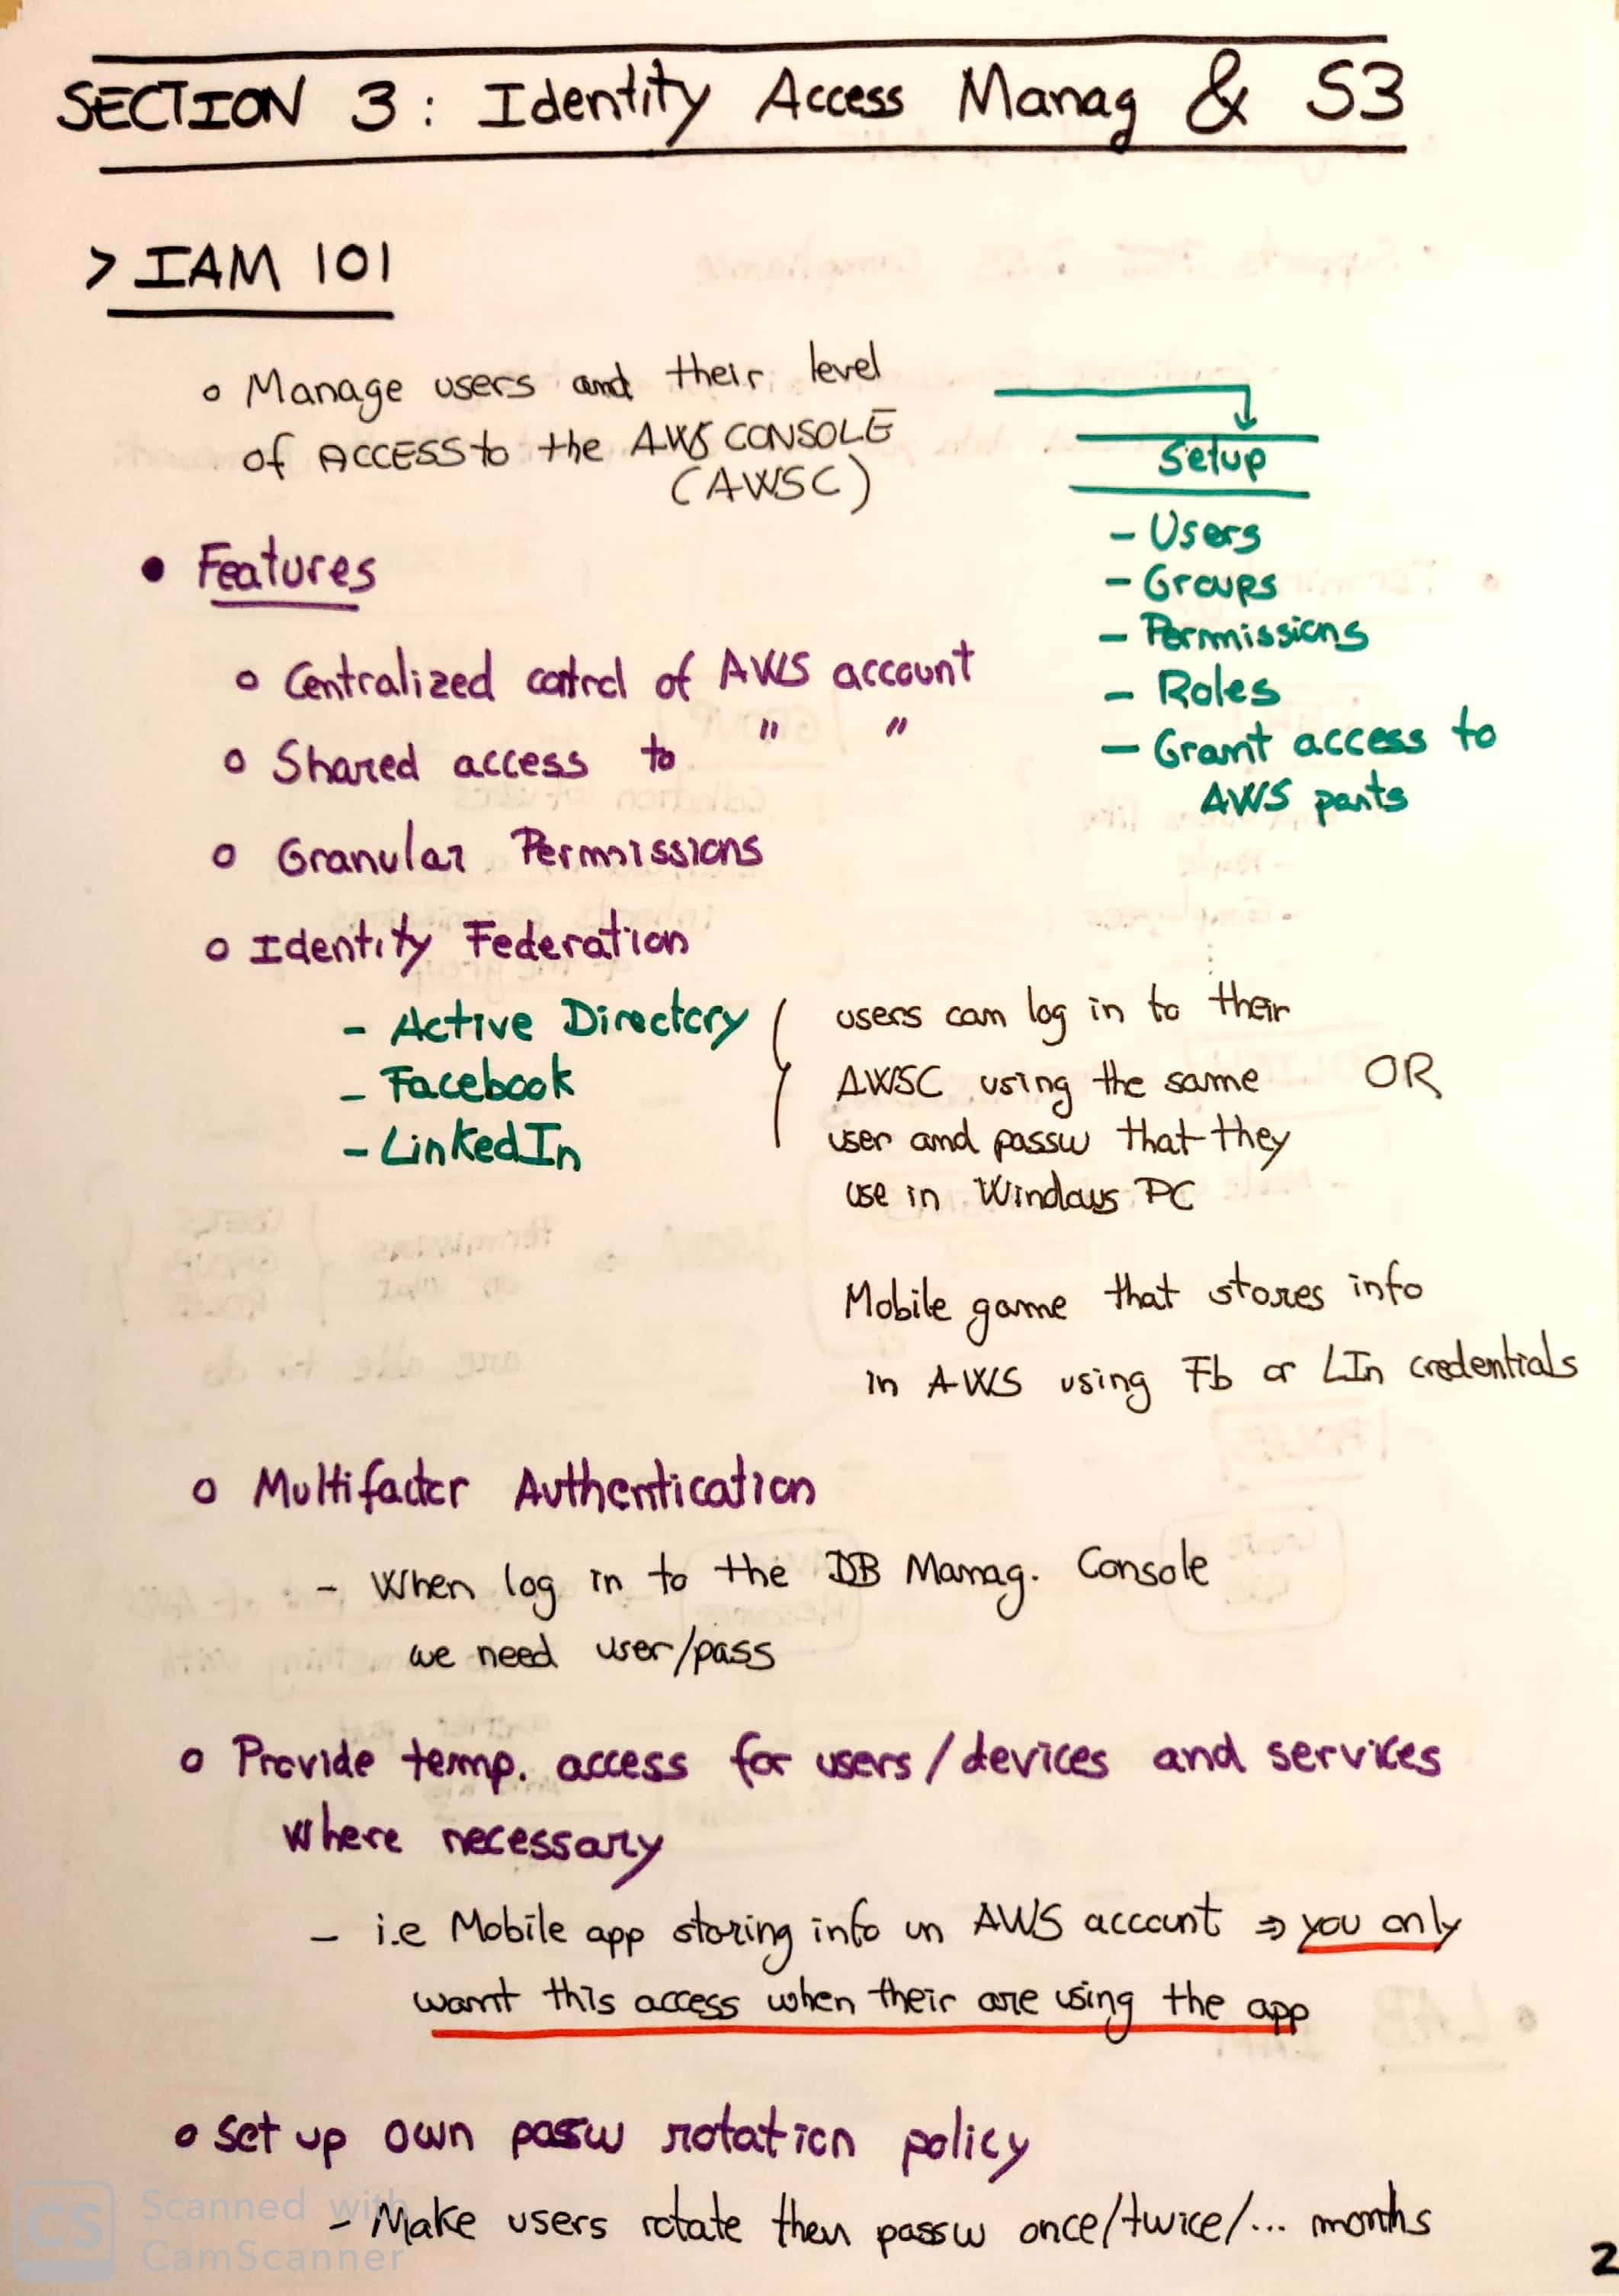 SECTION 3: Identity Access Manag & S3
> IAM 101
o Manage users and their level
of ACCESS to the AWS CONSOLE
(AWSC)
Setup
- Users
- Groups
- Permissions
- Roles
- Grant access to
AWS parts
• Features
o Centralized control of AWS account
o Shared access to " "
o Granular Permissions
o Identity Federation
- Active Directory
- Facebook
- LinkedIn
users can log in to their
AWSC using the same OR
user and passw that they
use in Windows PC
Mobile game that stores info
in AWS using Fb or LIn credentials
o Multifactor Authentication
- When log in to the DB Manag. Console
we need user/pass
o Provide temp. access for users/devices and services
where necessary
- i.e Mobile app storing info un AWS account ⇒ you only
want this access when their are using the app
o Set up own passw rotation policy
- Make users rotate their passw once/twice/... months
CS Scanned with
CamScanner
2